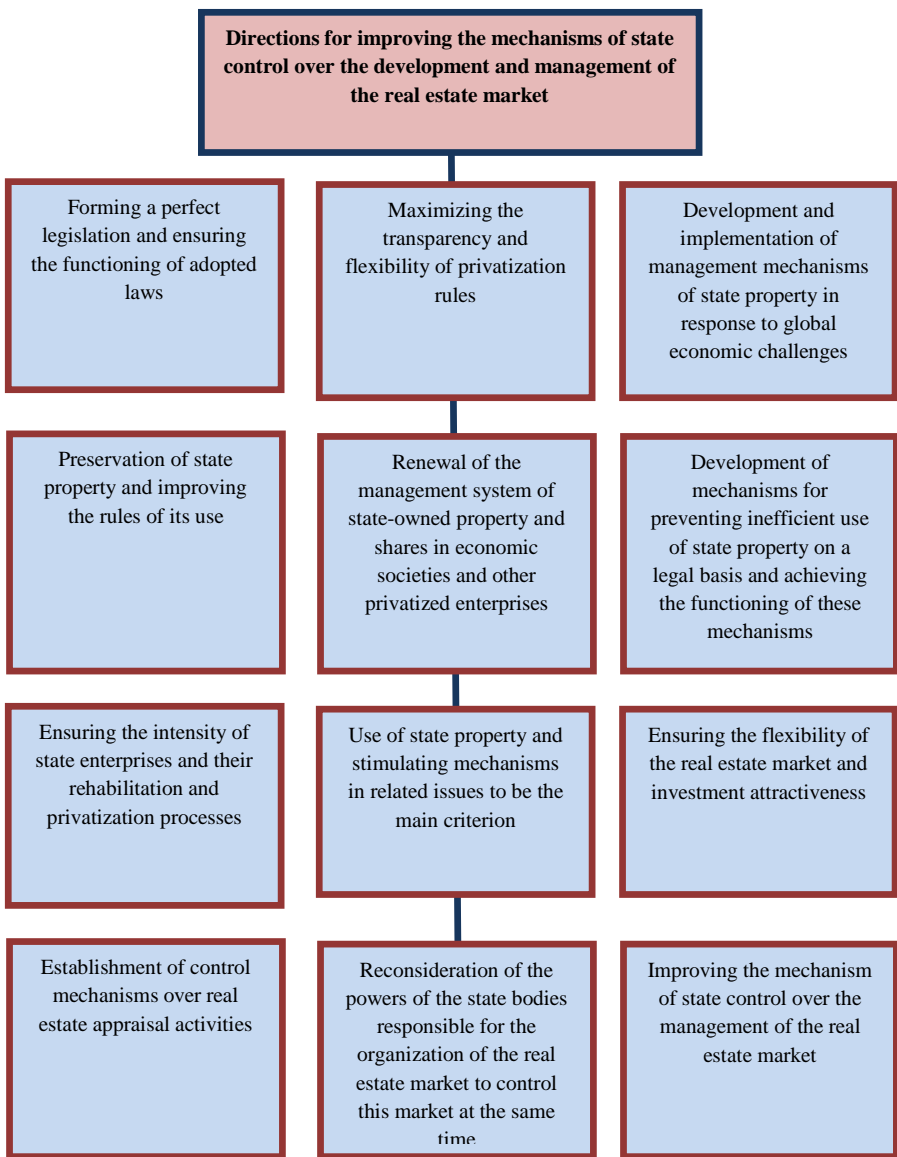 Directions for improving the mechanisms of state
control over the development and management of
the real estate market
Forming a perfect
legislation and ensuring
the functioning of adopted
laws
Maximizing the
transparency and
flexibility of privatization
rules
Development and
implementation of
management mechanisms
of state property in
response to global
economic challenges
Preservation of state
property and improving
the rules of its use
Renewal of the
management system of
state-owned property and
shares in economic
societies and other
privatized enterprises
Development of
mechanisms for
preventing inefficient use
of state property on a
legal basis and achieving
the functioning of these
mechanisms
Ensuring the intensity of
state enterprises and their
rehabilitation and
privatization processes
Use of state property and
stimulating mechanisms
in related issues to be the
main criterion
Ensuring the flexibility of
the real estate market and
investment attractiveness
Establishment of control
mechanisms over real
estate appraisal activities
Reconsideration of the
powers of the state bodies
responsible for the
organization of the real
estate market to control
this market at the same
time
Improving the mechanism
of state control over the
management of the real
estate market